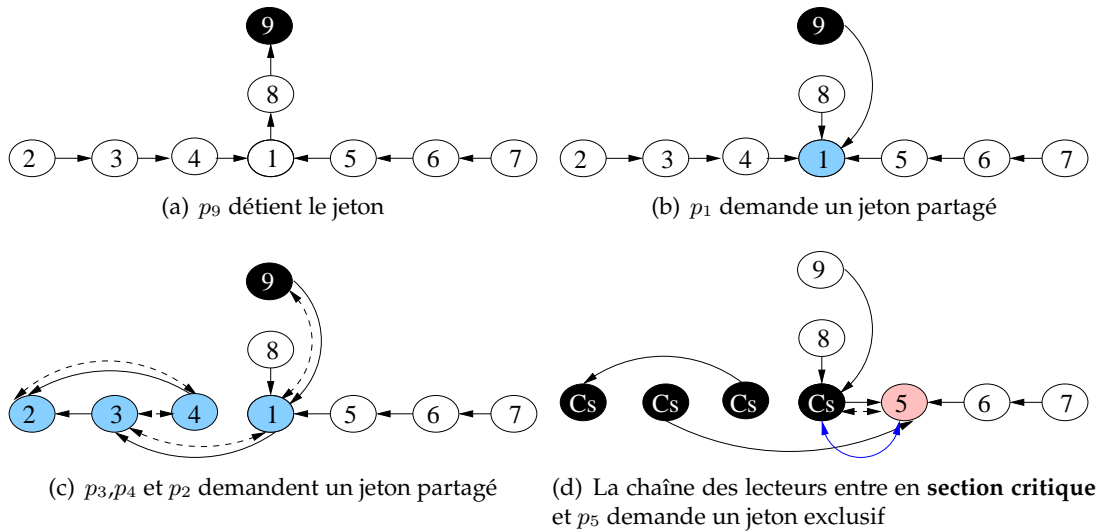 9 9
8 8
2 3 4 1 5 6 7 2 3 4 1 5 6 7
(a) p9 détient le jeton (b) p1 demande un jeton partagé
9 9
8 8
2 3 4 1 5 6 7 Cs Cs Cs Cs 5 6 7
(c) p3,p4 et p2 demandent un jeton partagé (d) La chaîne des lecteurs entre en section critique
et p5 demande un jeton exclusif